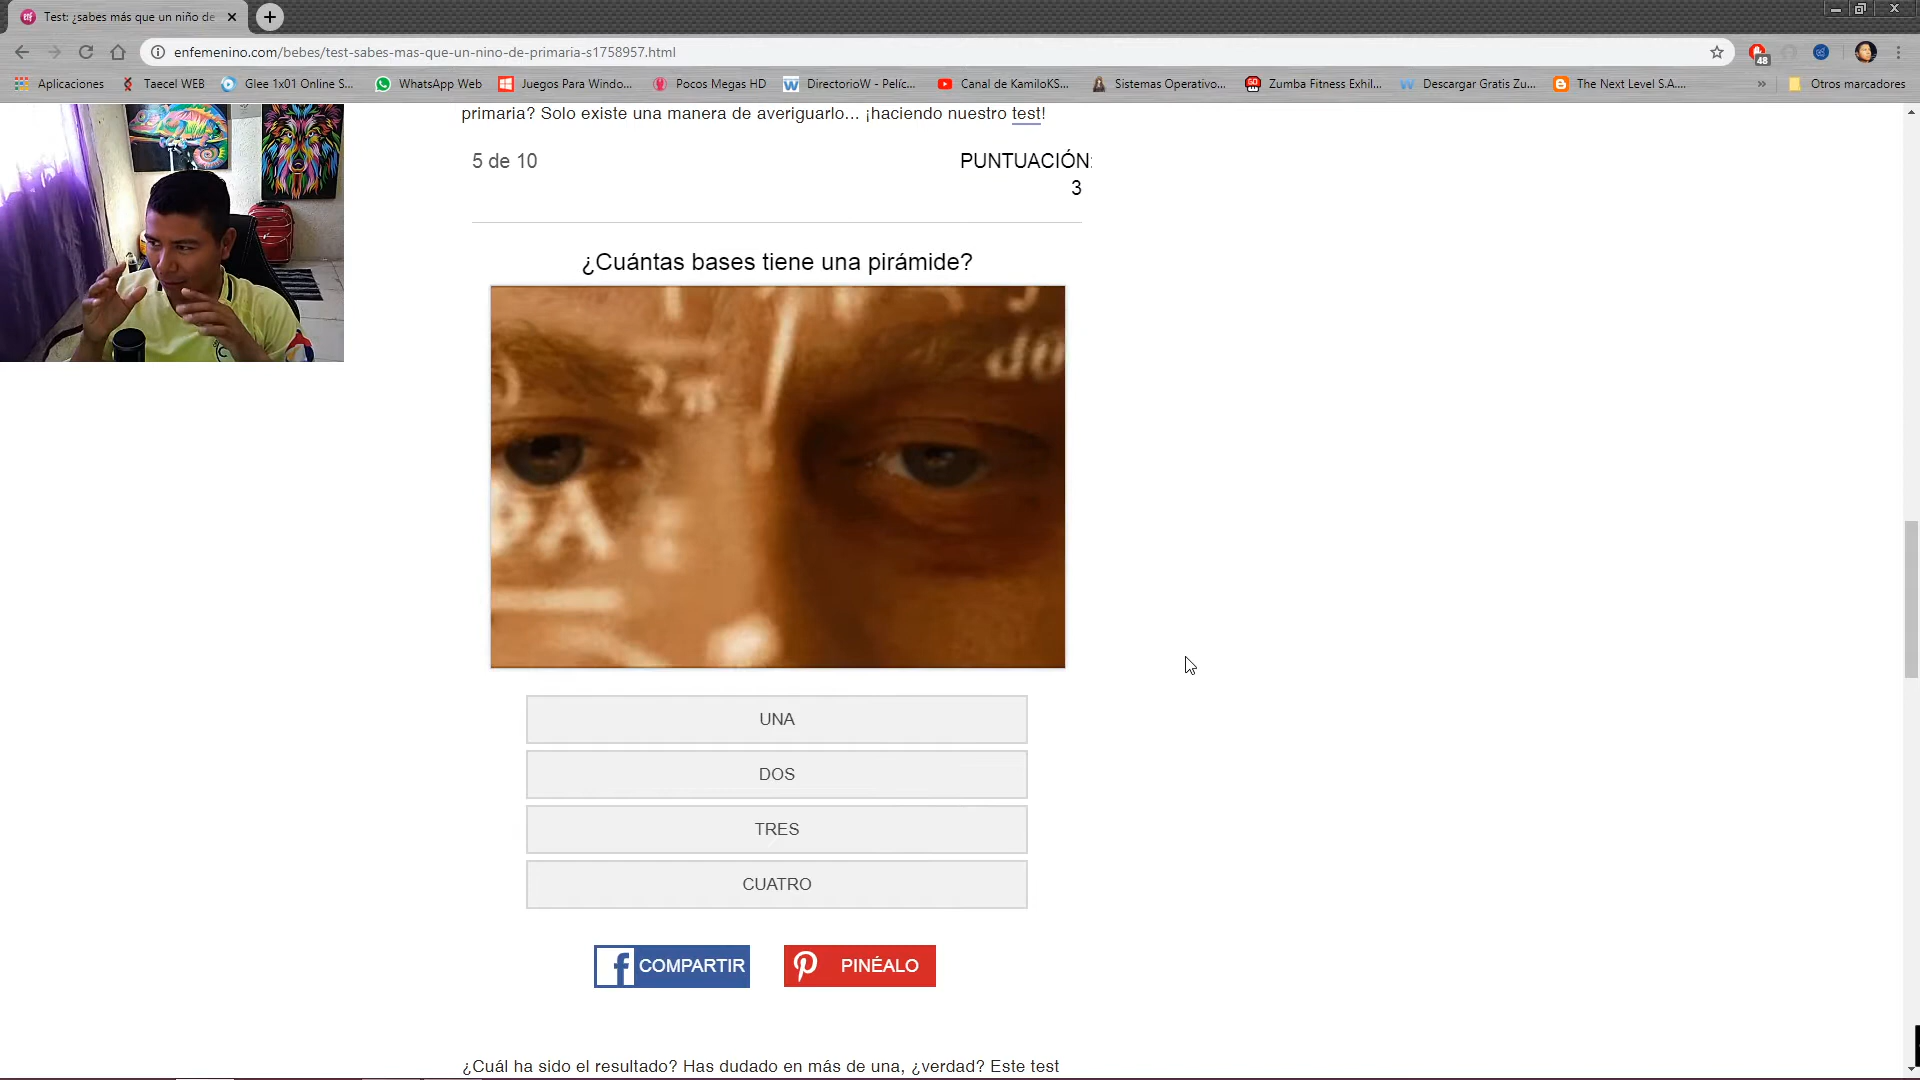 Test: ¿sabes más que un niño de
enfemenino.com/bebes/test-sabes-mas-que-un-nino-de-primaria-s1758957.html
48
Aplicaciones
Taecel WEB
Glee 1x01 Online S...
WhatsApp Web
Juegos Para Windo...
Pocos Megas HD
DirectorioW - Pelíc...
Canal de KamiloKS...
Sistemas Operativo...
Zumba Fitness Exhil...
Descargar Gratis Zu...
The Next Level S.A....
»
Otros marcadores
primaria? Solo existe una manera de averiguarlo... ¡haciendo nuestro test!
5 de 10
PUNTUACIÓN:
3
¿Cuántas bases tiene una pirámide?
2π
UNA
DOS
TRES
CUATRO
COMPARTIR
PINÉALO
¿Cuál ha sido el resultado? Has dudado en más de una, ¿verdad? Este test